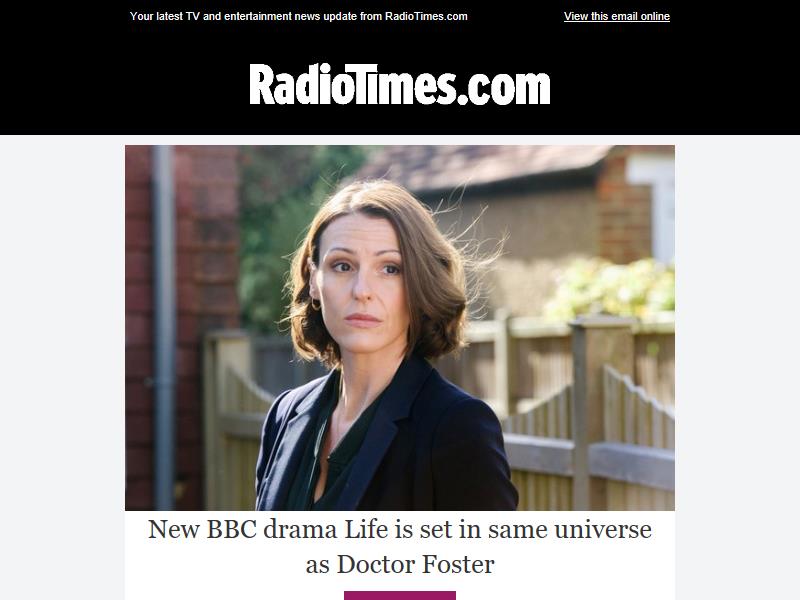 Your latest TV and entertainment news update from RadioTimes.com
View this email online
RadioTimes.com
New BBC drama Life is set in same universe
as Doctor Foster